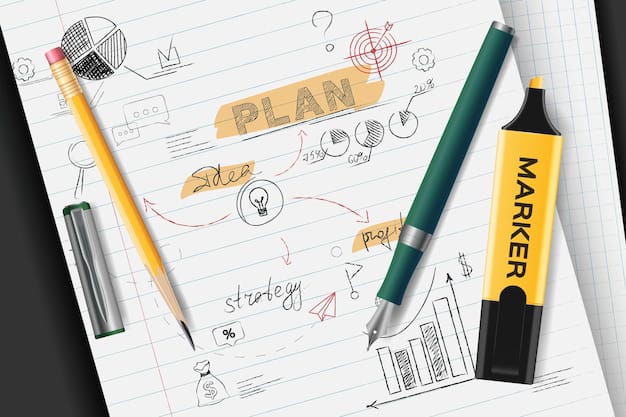 ?
PLAN
20%
75%
60%
idea
profit
strategy
%
$
$
MARKER